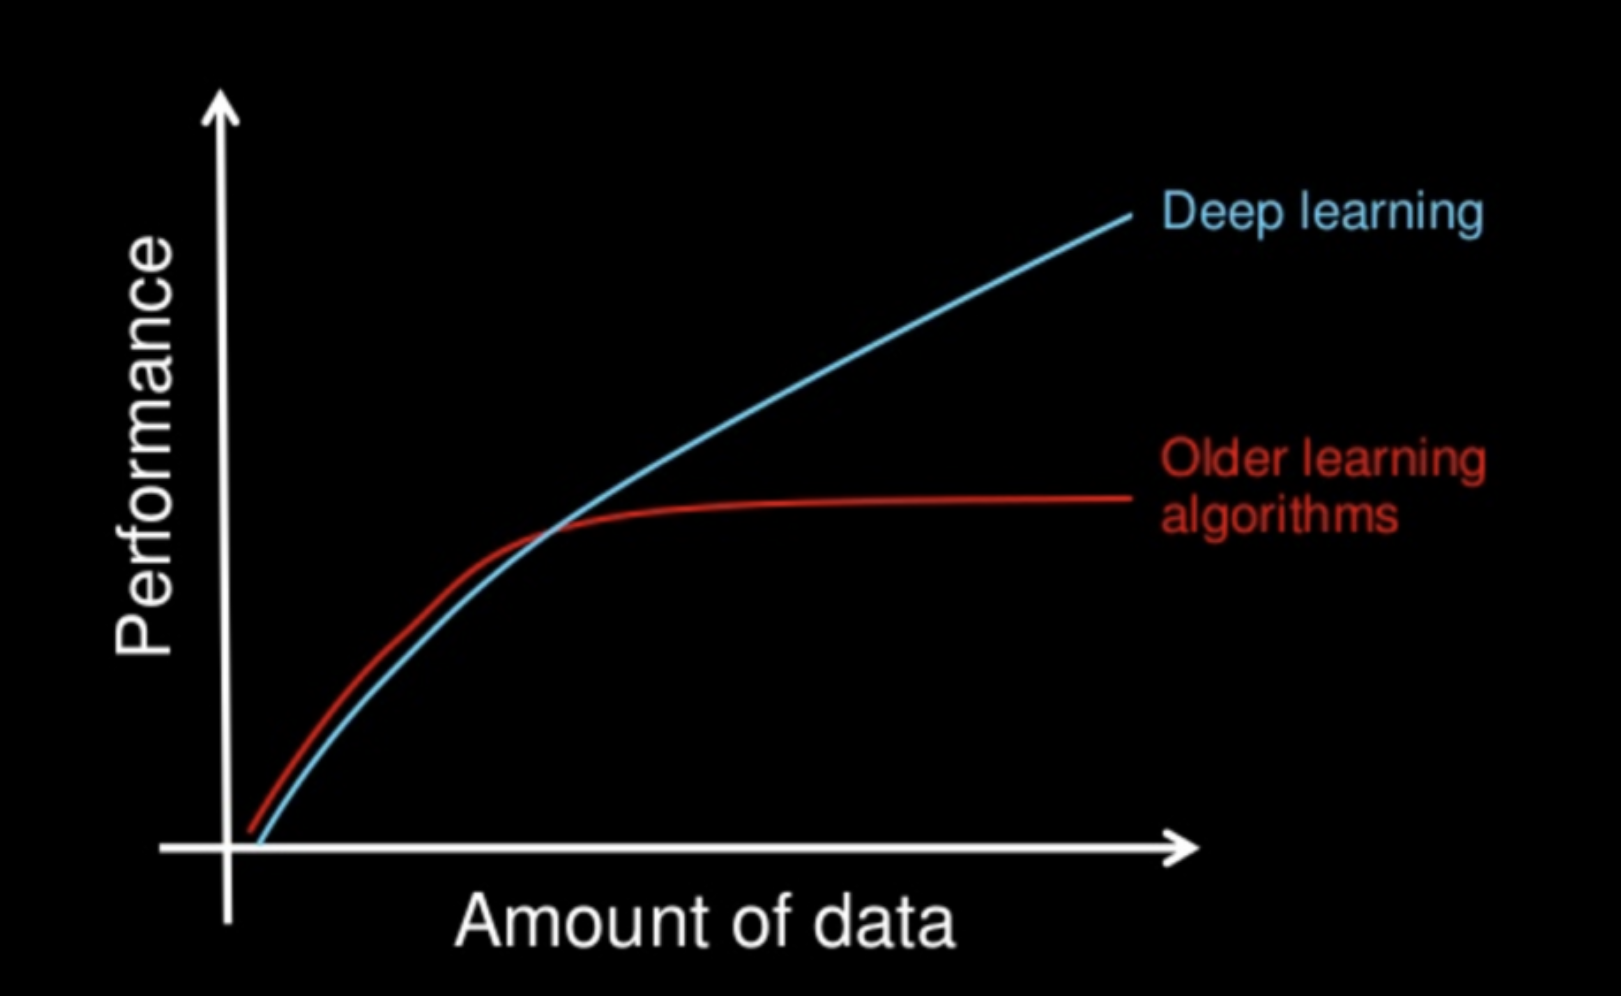 Performance
Deep learning
Older learning
algorithms
Amount of data